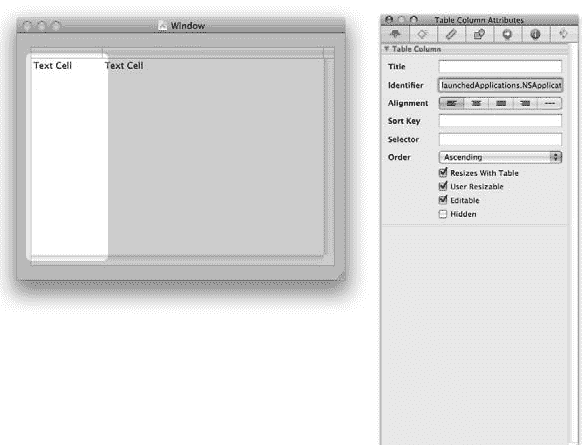 Window
Text Cell
Text Cell
Table Column Attributes
Table Column
Title
Identifier launchedApplications.NSApplicat
Alignment
Sort Key
Selector
Order Ascending
Resizes With Table
User Resizable
Editable
Hidden